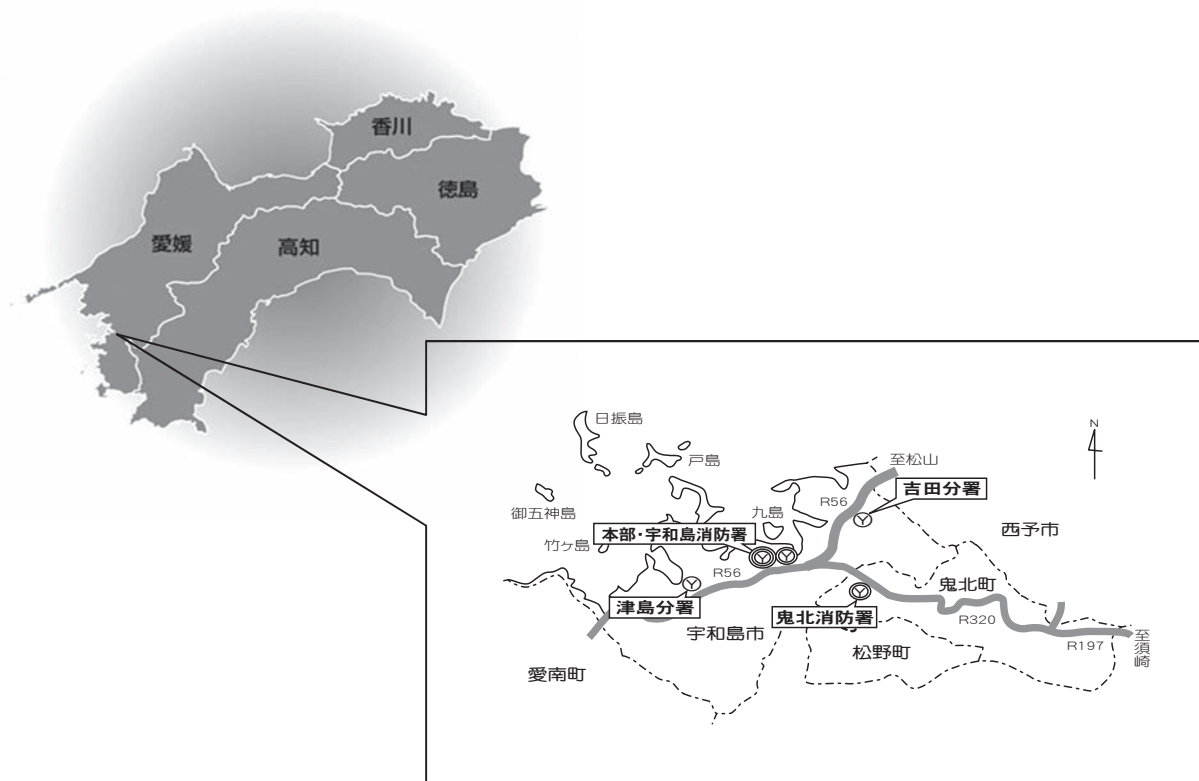 香川
徳島
愛媛
高知
日振島
N
戸島
至松山
吉田分署
R56
御五神島
九島
西予市
本部・宇和島消防署
竹ヶ島
R56
鬼北町
津島分署
鬼北消防署
R320
宇和島市
至須崎
R197
松野町
愛南町